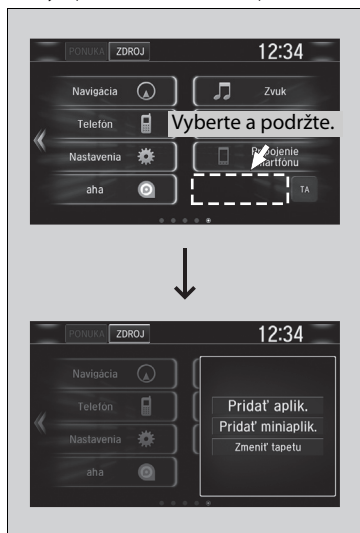 PONUKA ZDROJ 12:34
Navigácia Zvuk
Telefón Vyberte a podržte.
Nastavenia Pripojenie smartfónu
aha TA
PONUKA ZDROJ 12:34
Navigácia
Telefón
Nastavenia
aha
Pridať aplik.
Pridať miniaplik.
Zmeniť tapetu